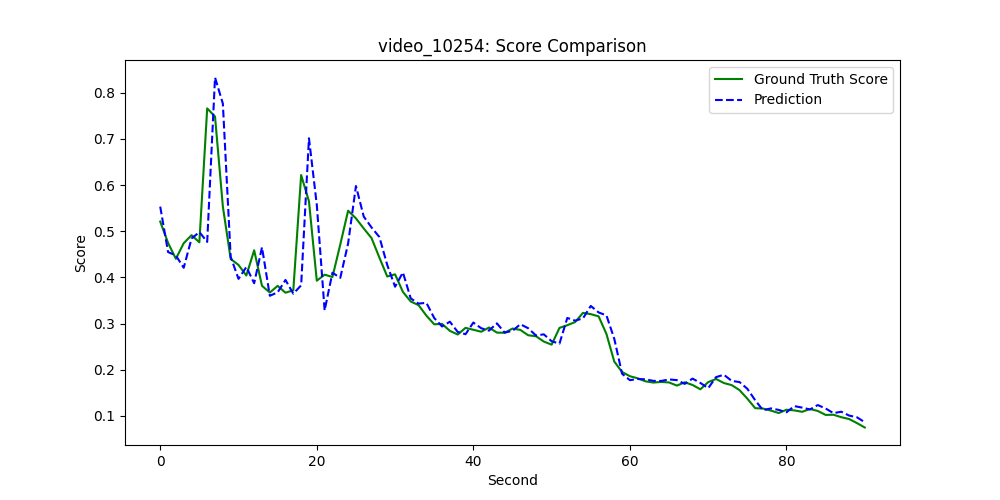 video_10254: Score Comparison
Ground Truth Score
Prediction
Score
0.8
0.7
0.6
0.5
0.4
0.3
0.2
0.1
0 20 40 60 80
Second